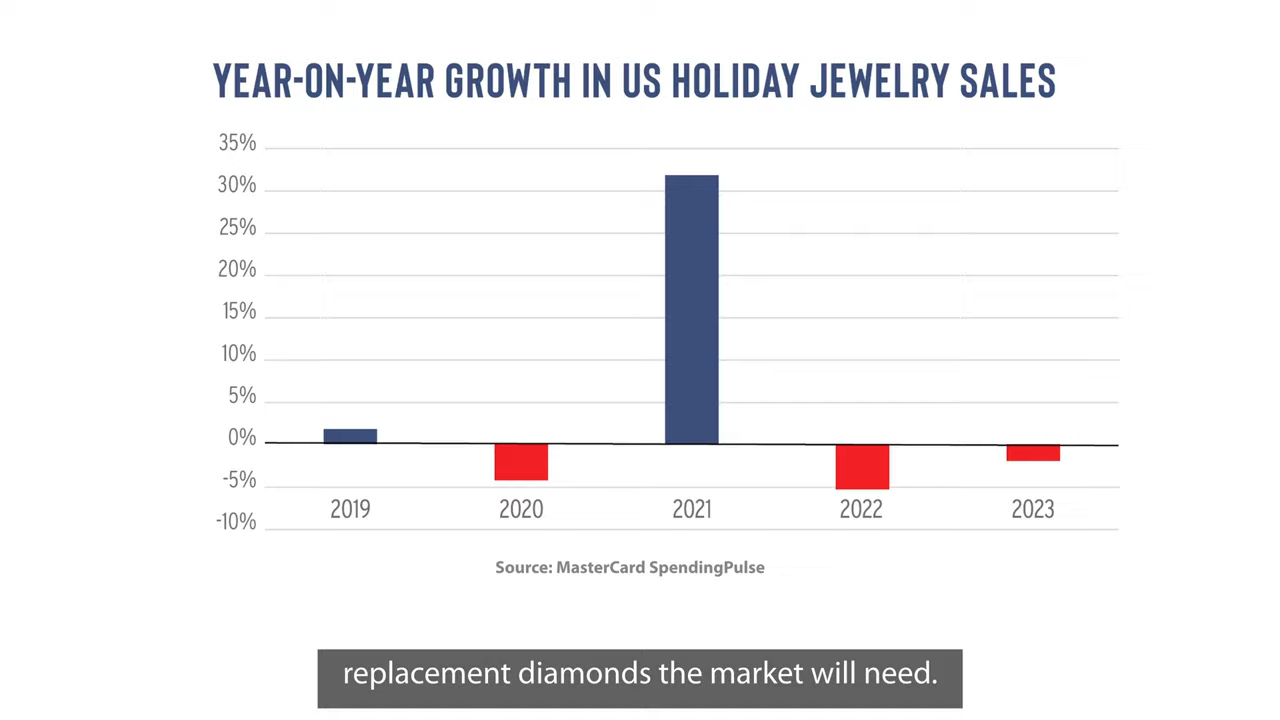 YEAR-ON-YEAR GROWTH IN US HOLIDAY JEWELRY SALES
35%
30%
25%
20%
15%
10%
5%
0%
-5%
2019 2020 2021 2022 2023
-10%
Source: MasterCard SpendingPulse
replacement diamonds the market will need.